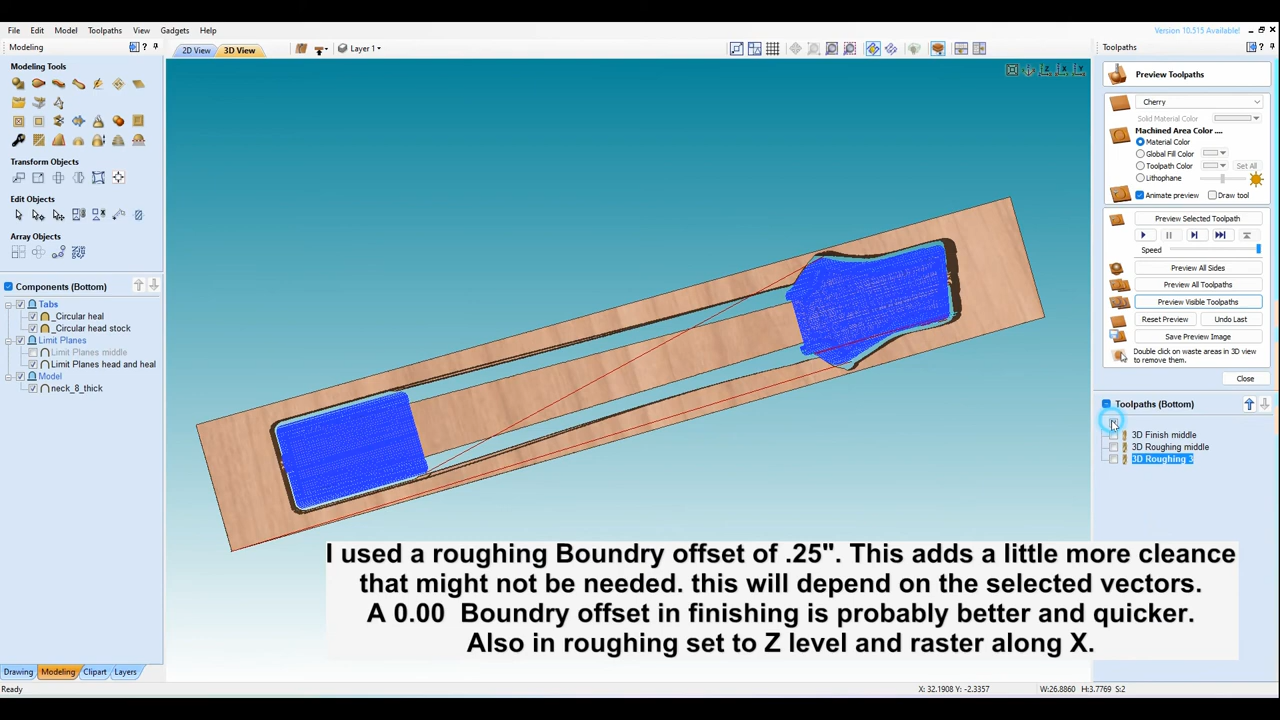 File Edit Model Toolpaths View Gadgets Help
Version 10.515 Available!
Modeling
?
2D View
3D View
Layer 1
Toolpaths
?
Modeling Tools
Transform Objects
Edit Objects
Array Objects
Components (Bottom)
Tabs
_Circular heal
_Circular head stock
Limit Planes
Limit Planes middle
Limit Planes head and heal
Model
neck_8_thick
Drawing Modeling Clipart Layers
Ready
Preview Toolpaths
Cherry
Solid Material Color
Machined Area Color ....
Material Color
Global Fill Color
Toolpath Color
Set All
Lithophane
Animate preview
Draw tool
Preview Selected Toolpath
Speed
Preview All Sides
Preview All Toolpaths
Preview Visible Toolpaths
Reset Preview
Undo Last
Save Preview Image
Double click on waste areas in 3D view
to remove them.
Close
Toolpaths (Bottom)
3D Finish middle
3D Roughing middle
3D Roughing 3
I used a roughing Boundry offset of .25". This adds a little more cleance
that might not be needed. this will depend on the selected vectors.
A 0.00 Boundry offset in finishing is probably better and quicker.
Also in roughing set to Z level and raster along X.
X: 32.1908 Y: -2.3357
W:26.8860 H:3.7769 S:2